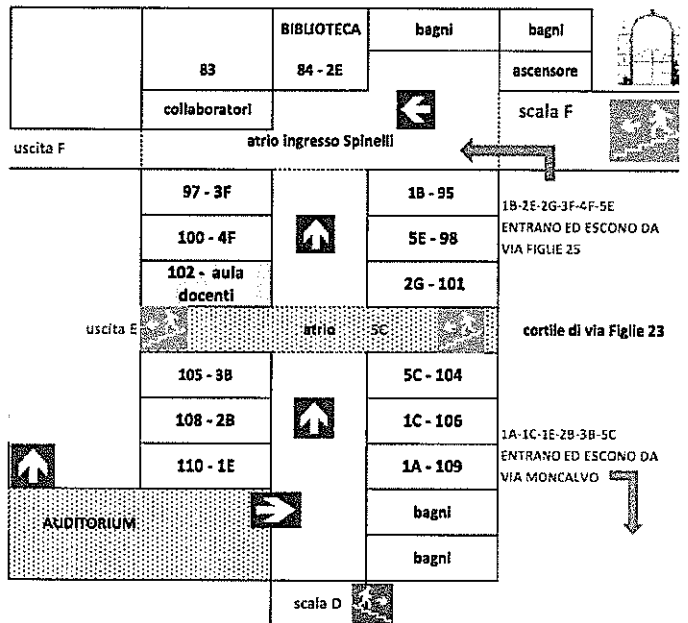 BIBLIOTECA
bagni
bagni
83
84 - 2E
ascensore
collaboratori
scala F
uscita F
atrio ingresso Spinelli
97 - 3F
1B - 95
1B-2E-2G-3F-4F-5E
ENTRANO ED ESCONO DA
VIA FIGLIE 25
100 - 4F
5E - 98
102 - aula
docenti
2G - 101
uscita E
atrio 5C
cortile di via Figlie 23
105 - 3B
5C - 104
108 - 2B
1C - 106
1A-1C-1E-2B-3B-5C
ENTRANO ED ESCONO DA
VIA MONCALVO
110 - 1E
1A - 109
AUDITORIUM
bagni
bagni
scala D